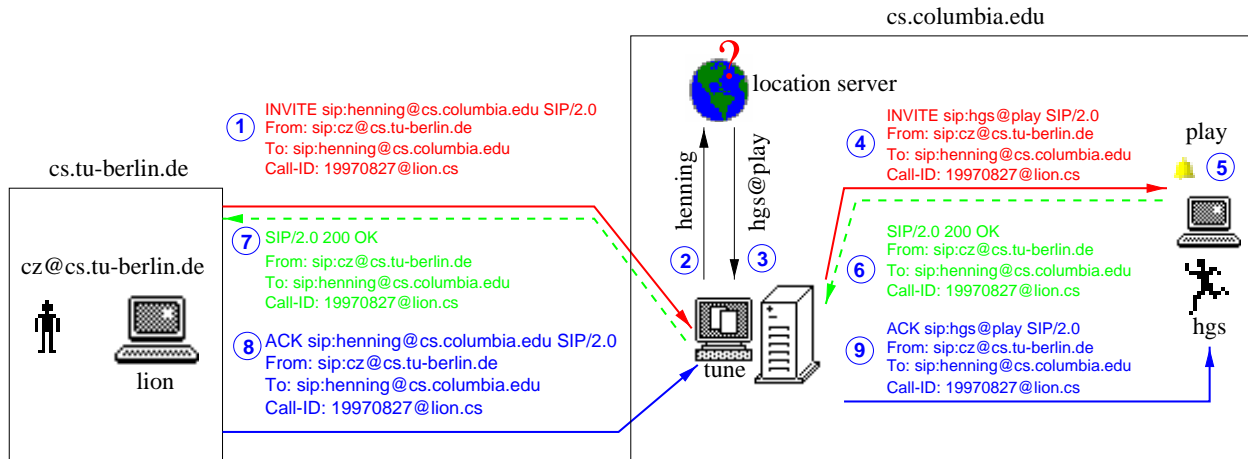 cs.columbia.edu
location server
?
1
INVITE sip:henning@cs.columbia.edu SIP/2.0
From: sip:cz@cs.tu-berlin.de
To: sip:henning@cs.columbia.edu
Call-ID: 19970827@lion.cs
henning
hgs@play
4
INVITE sip:hgs@play SIP/2.0
From: sip:cz@cs.tu-berlin.de
To: sip:henning@cs.columbia.edu
Call-ID: 19970827@lion.cs
play
5
cs.tu-berlin.de
7
SIP/2.0 200 OK
From: sip:cz@cs.tu-berlin.de
To: sip:henning@cs.columbia.edu
Call-ID: 19970827@lion.cs
2
3
6
SIP/2.0 200 OK
From: sip:cz@cs.tu-berlin.de
To: sip:henning@cs.columbia.edu
Call-ID: 19970827@lion.cs
cz@cs.tu-berlin.de
lion
8
ACK sip:henning@cs.columbia.edu SIP/2.0
From: sip:cz@cs.tu-berlin.de
To: sip:henning@cs.columbia.edu
Call-ID: 19970827@lion.cs
tune
9
ACK sip:hgs@play SIP/2.0
From: sip:cz@cs.tu-berlin.de
To: sip:henning@cs.columbia.edu
Call-ID: 19970827@lion.cs
hgs